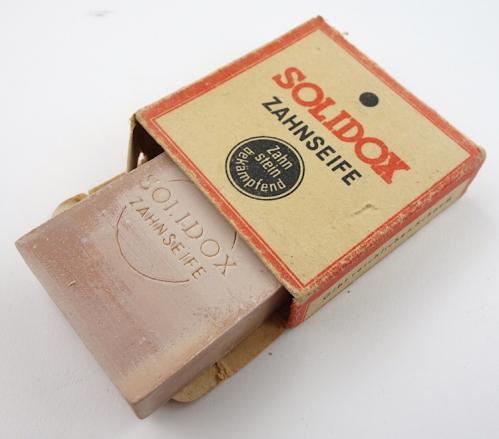 SOLIDOX
ZAHNSEIFE
Zahn
stein
bekämpfend
SOLIDOX
ZAHNSEIFE